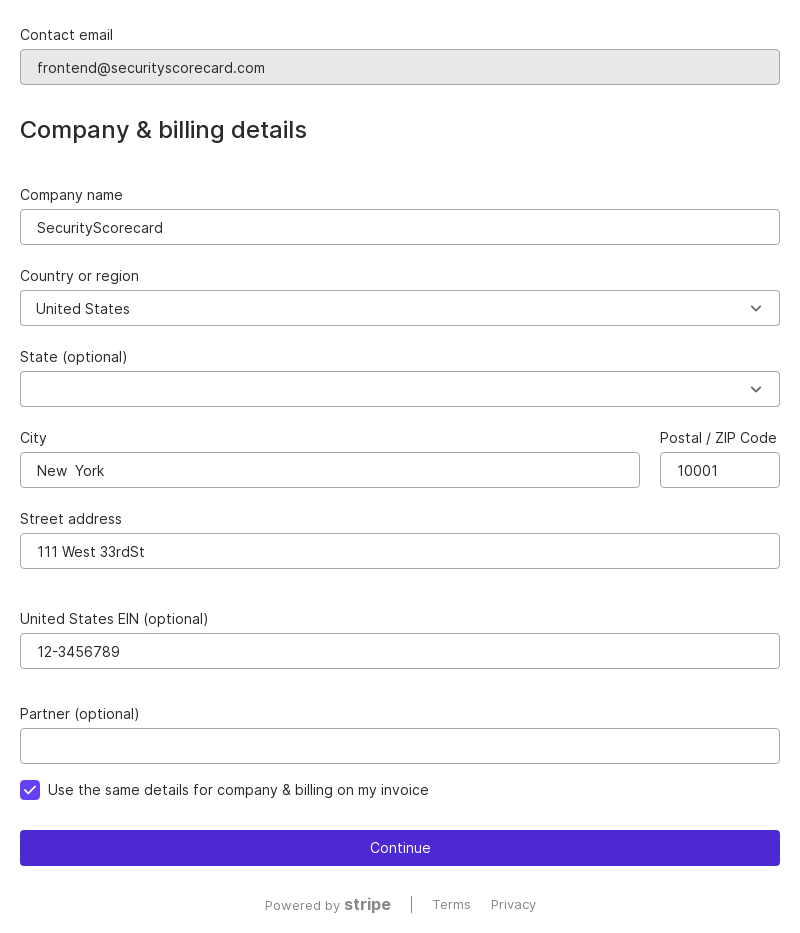 Contact email
frontend@securityscorecard.com
Company & billing details
Company name
SecurityScorecard
Country or region
United States
State (optional)
City
Postal / ZIP Code
New  York
10001
Street address
111 West 33rdSt
United States EIN (optional)
12-3456789
Partner (optional)
Use the same details for company & billing on my invoice
Continue
Powered by stripe
Terms
Privacy